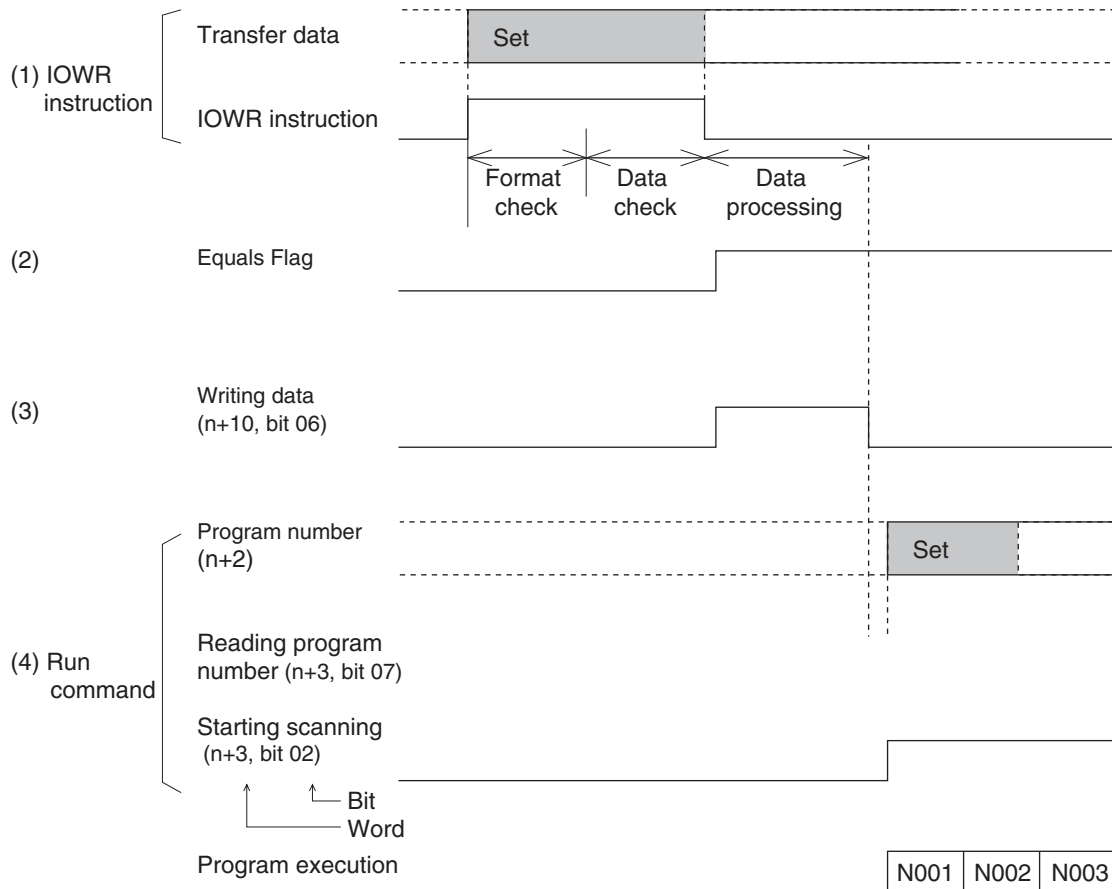 Transfer data
Set
(1) IOWR
instruction
IOWR instruction
Format
check
Data
check
Data
processing
(2)
Equals Flag
(3)
Writing data
(n+10, bit 06)
Program number
(n+2)
Set
(4) Run
command
Reading program
number (n+3, bit 07)
Starting scanning
(n+3, bit 02)
Bit
Word
Program execution
N001 N002 N003